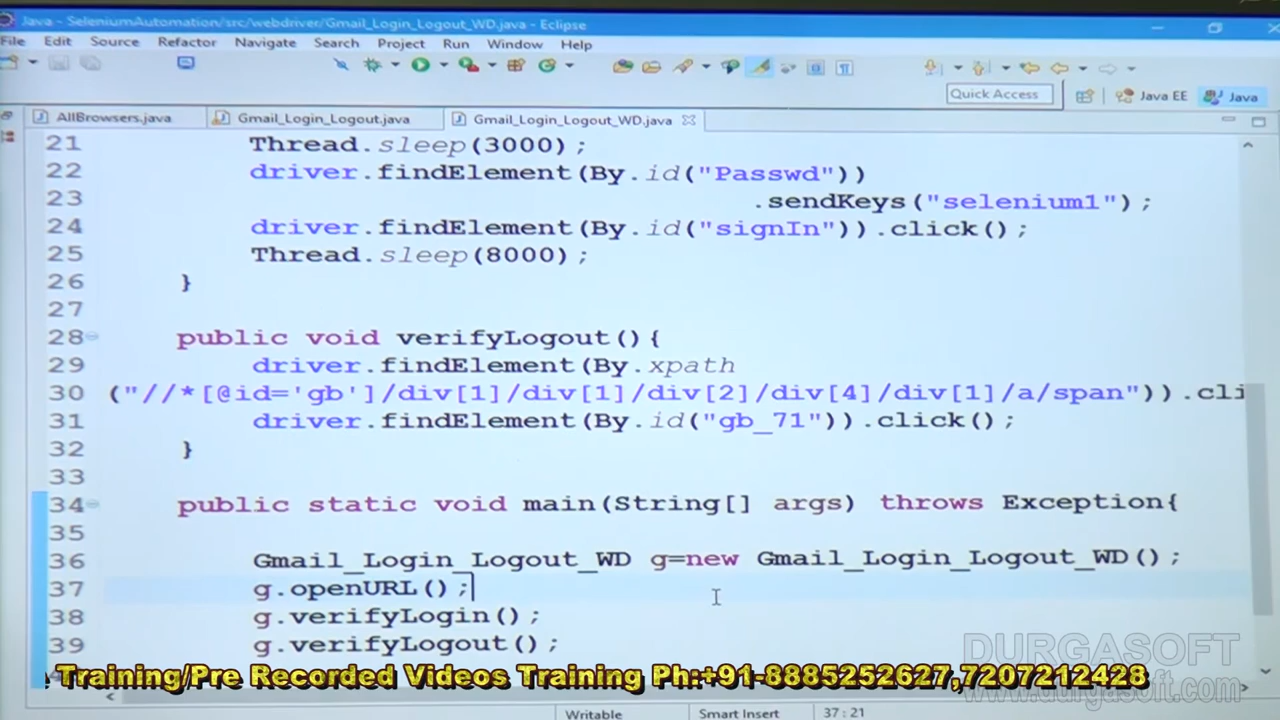 Java - SeleniumAutomation/src/webdriver/Gmail_Login_Logout_WD.java - Eclipse
File Edit Source Refactor Navigate Search Project Run Window Help
Quick Access Java EE Java
AllBrowsers.java Gmail_Login_Logout.java Gmail_Login_Logout_WD.java
21 Thread.sleep(3000);
22 driver.findElement(By.id("Passwd"))
23 .sendKeys("selenium1");
24 driver.findElement(By.id("signIn")).click();
25 Thread.sleep(8000);
26 }
27
28 public void verifyLogout(){
29 driver.findElement(By.xpath
30 ("//*[@id='gb']/div[1]/div[1]/div[2]/div[4]/div[1]/a/span")).cli
31 driver.findElement(By.id("gb_71")).click();
32 }
33
34 public static void main(String[] args) throws Exception{
35
36 Gmail_Login_Logout_WD g=new Gmail_Login_Logout_WD();
37 g.openURL();
38 g.verifyLogin();
39 g.verifyLogout();
DURGASOFT
Training/Pre Recorded Videos Training Ph:+91-8885252627,7207212428
www.durgasoft.com
Writable Smart Insert 37:21